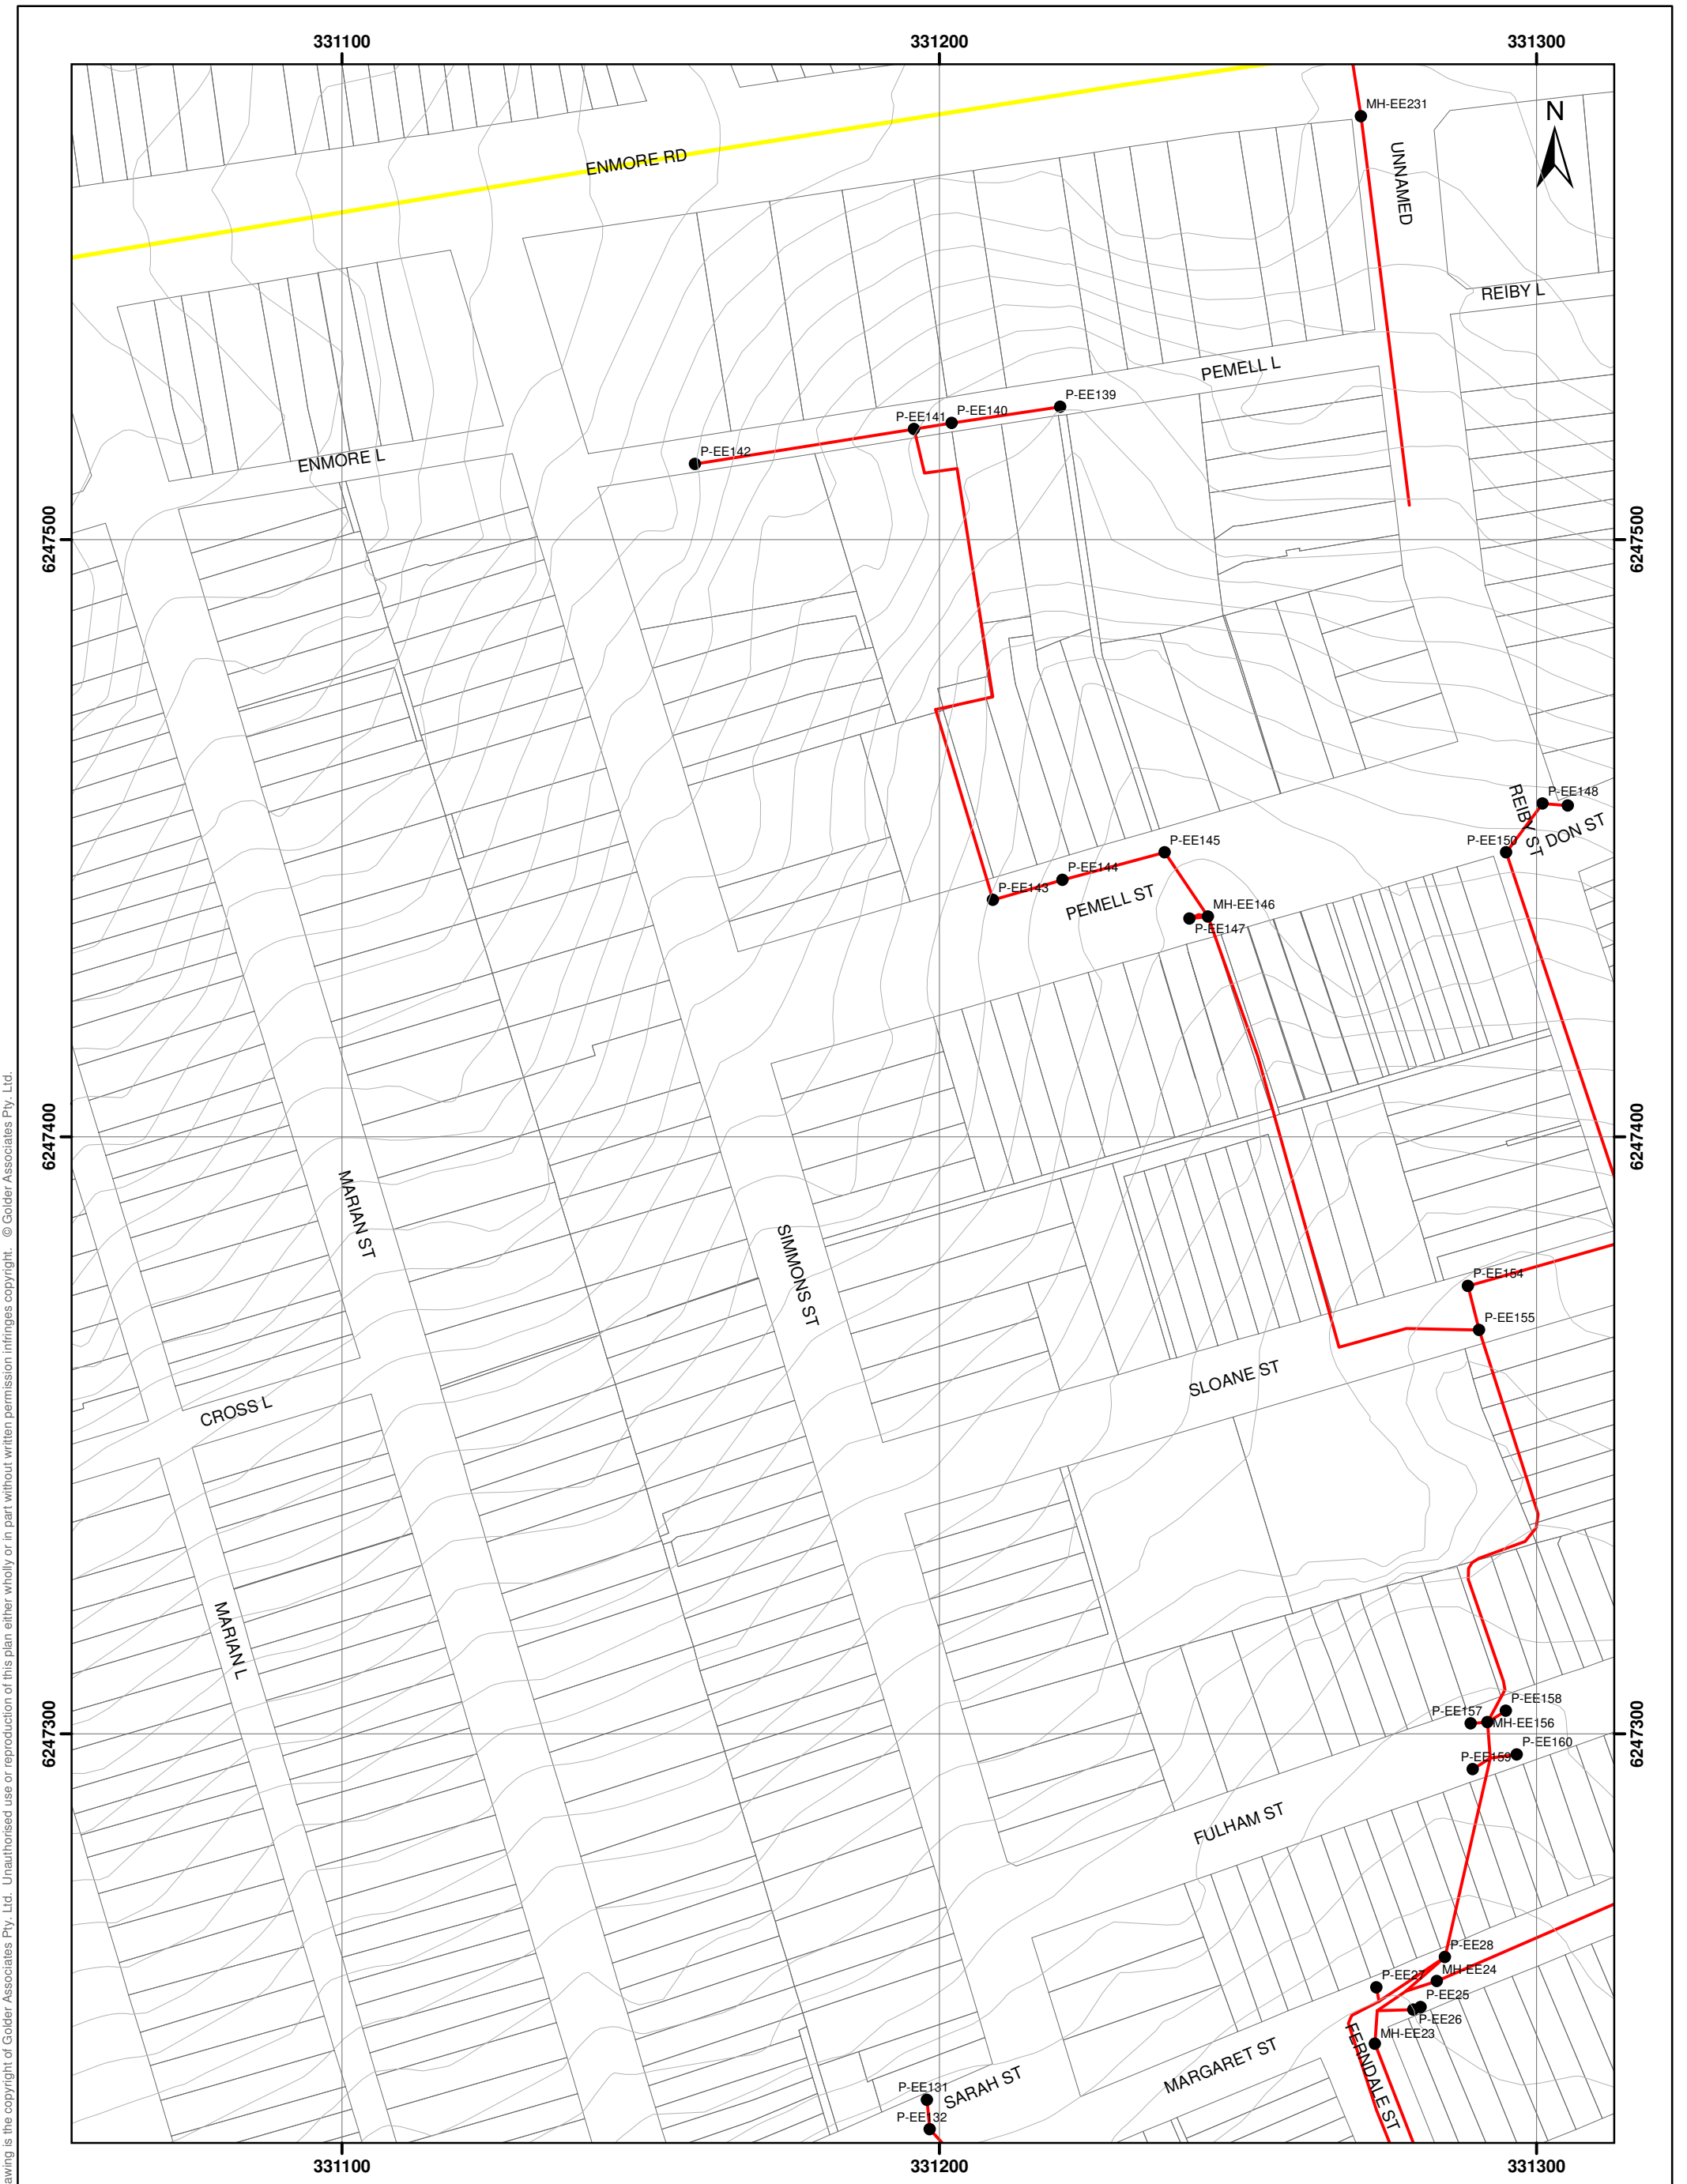 331100
331200
331300
MH-EE231
N
UNNAMED
ENMORE RD
REIBY L
PEMELL L
P-EE139
P-EE140
P-EE141
P-EE142
ENMORE L
6247500
6247500
REIBY ST
P-EE148
DON ST
P-EE150
P-EE145
P-EE144
P-EE143
PEMELL ST
MH-EE146
P-EE147
6247400
6247400
MARIAN ST
SIMMONS ST
P-EE154
P-EE155
SLOANE ST
CROSS L
MARIAN L
P-EE158
P-EE157
MH-EE156
6247300
6247300
P-EE160
P-EE159
FULHAM ST
P-EE28
MH-EE24
P-EE27
P-EE25
P-EE26
MH-EE23
FERNDALE ST
MARGARET ST
SARAH ST
P-EE131
P-EE132
331100
331200
331300
awing is the copyright of Golder Associates Pty. Ltd. Unauthorised use or reproduction of this plan either wholly or in part without written permission infringes copyright. © Golder Associates Pty. Ltd.